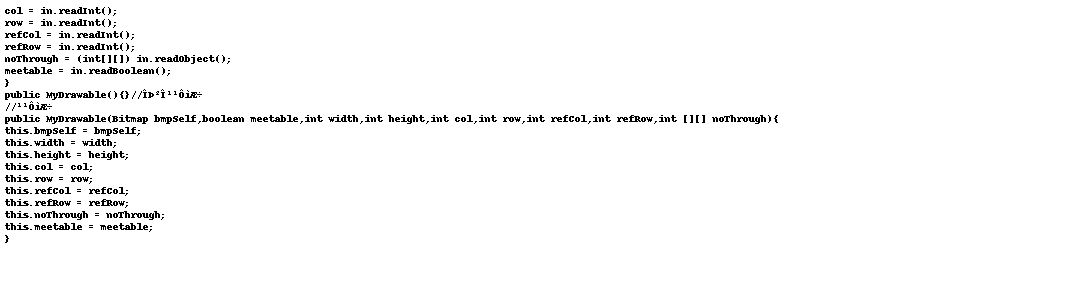 col = in.readInt();
row = in.readInt();
refCol = in.readInt();
refRow = in.readInt();
noThrough = (int[][]) in.readObject();
meetable = in.readBoolean();
}
public MyDrawable(){}//ÎÞ²Î¹¹ÔìÆ÷
//¹¹ÔìÆ÷
public MyDrawable(Bitmap bmpSelf,boolean meetable,int width,int height,int col,int row,int refCol,int refRow,int [][] noThrough){
this.bmpSelf = bmpSelf;
this.width = width;
this.height = height;
this.col = col;
this.row = row;
this.refCol = refCol;
this.refRow = refRow;
this.noThrough = noThrough;
this.meetable = meetable;
}